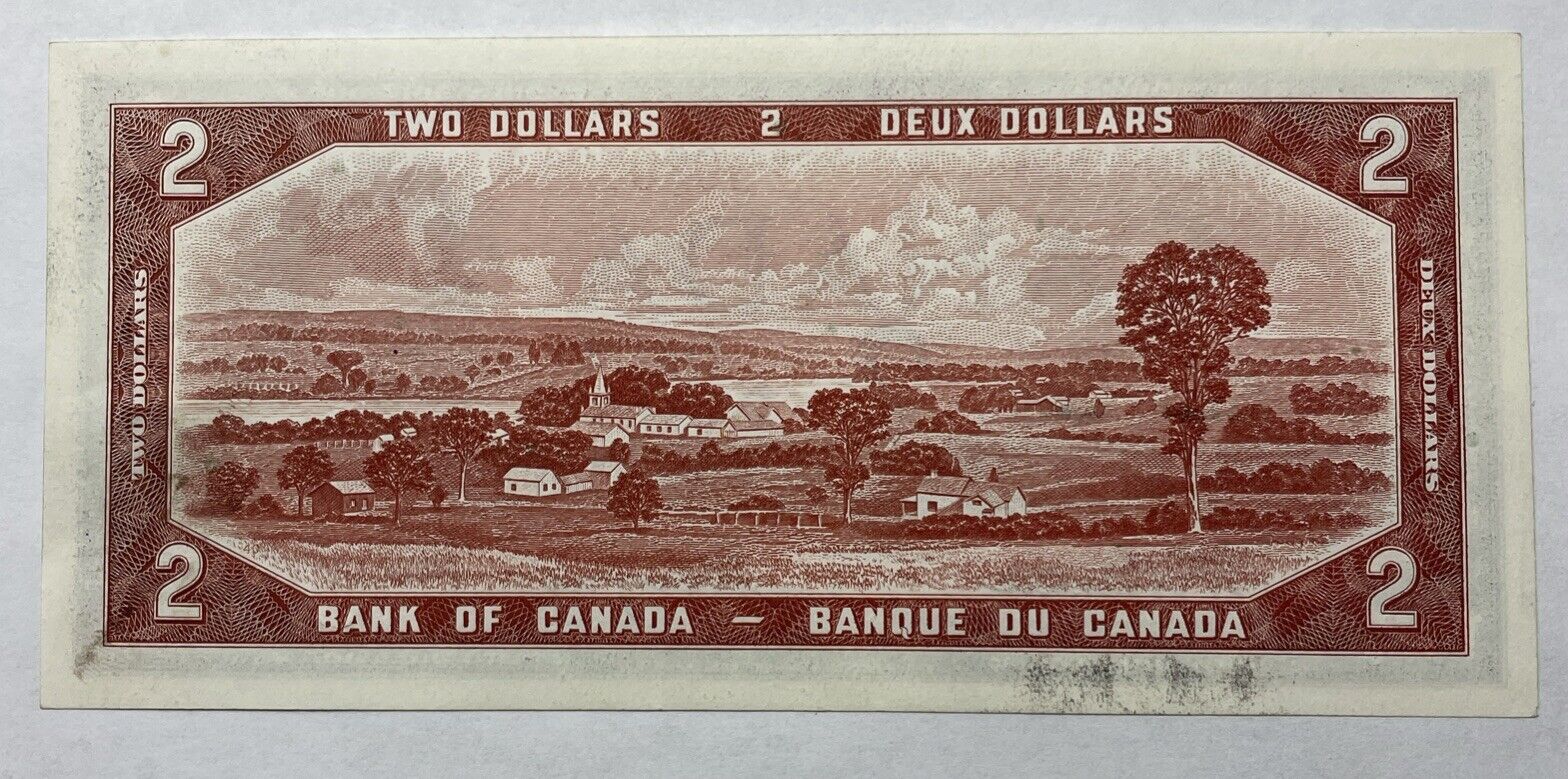 TWO DOLLARS 2 DEUX DOLLARS
2
2
TWO DOLLARS
DEUX DOLLARS
2
2
BANK OF CANADA – BANQUE DU CANADA